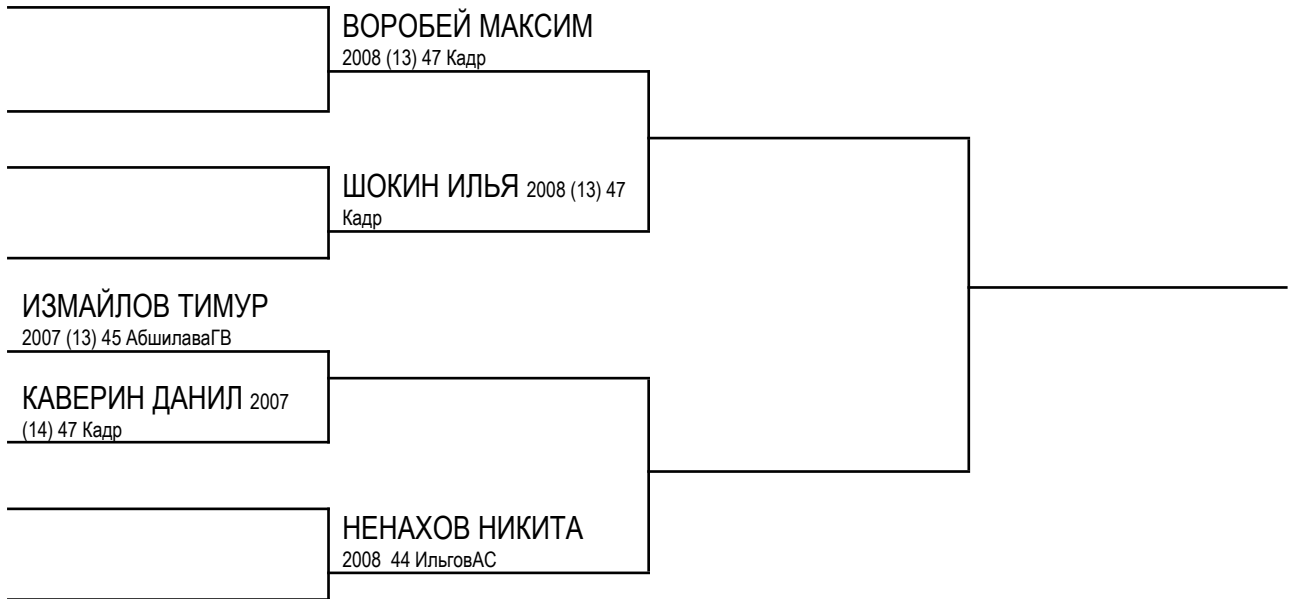 ВОРОБЕЙ МАКСИМ
2008 (13) 47 Кадр
ШОКИН ИЛЬЯ 2008 (13) 47
Кадр
ИЗМАЙЛОВ ТИМУР
2007 (13) 45 АбшилаваГВ
КАВЕРИН ДАНИЛ 2007
(14) 47 Кадр
НЕНАХОВ НИКИТА
2008 44 ИльговАС